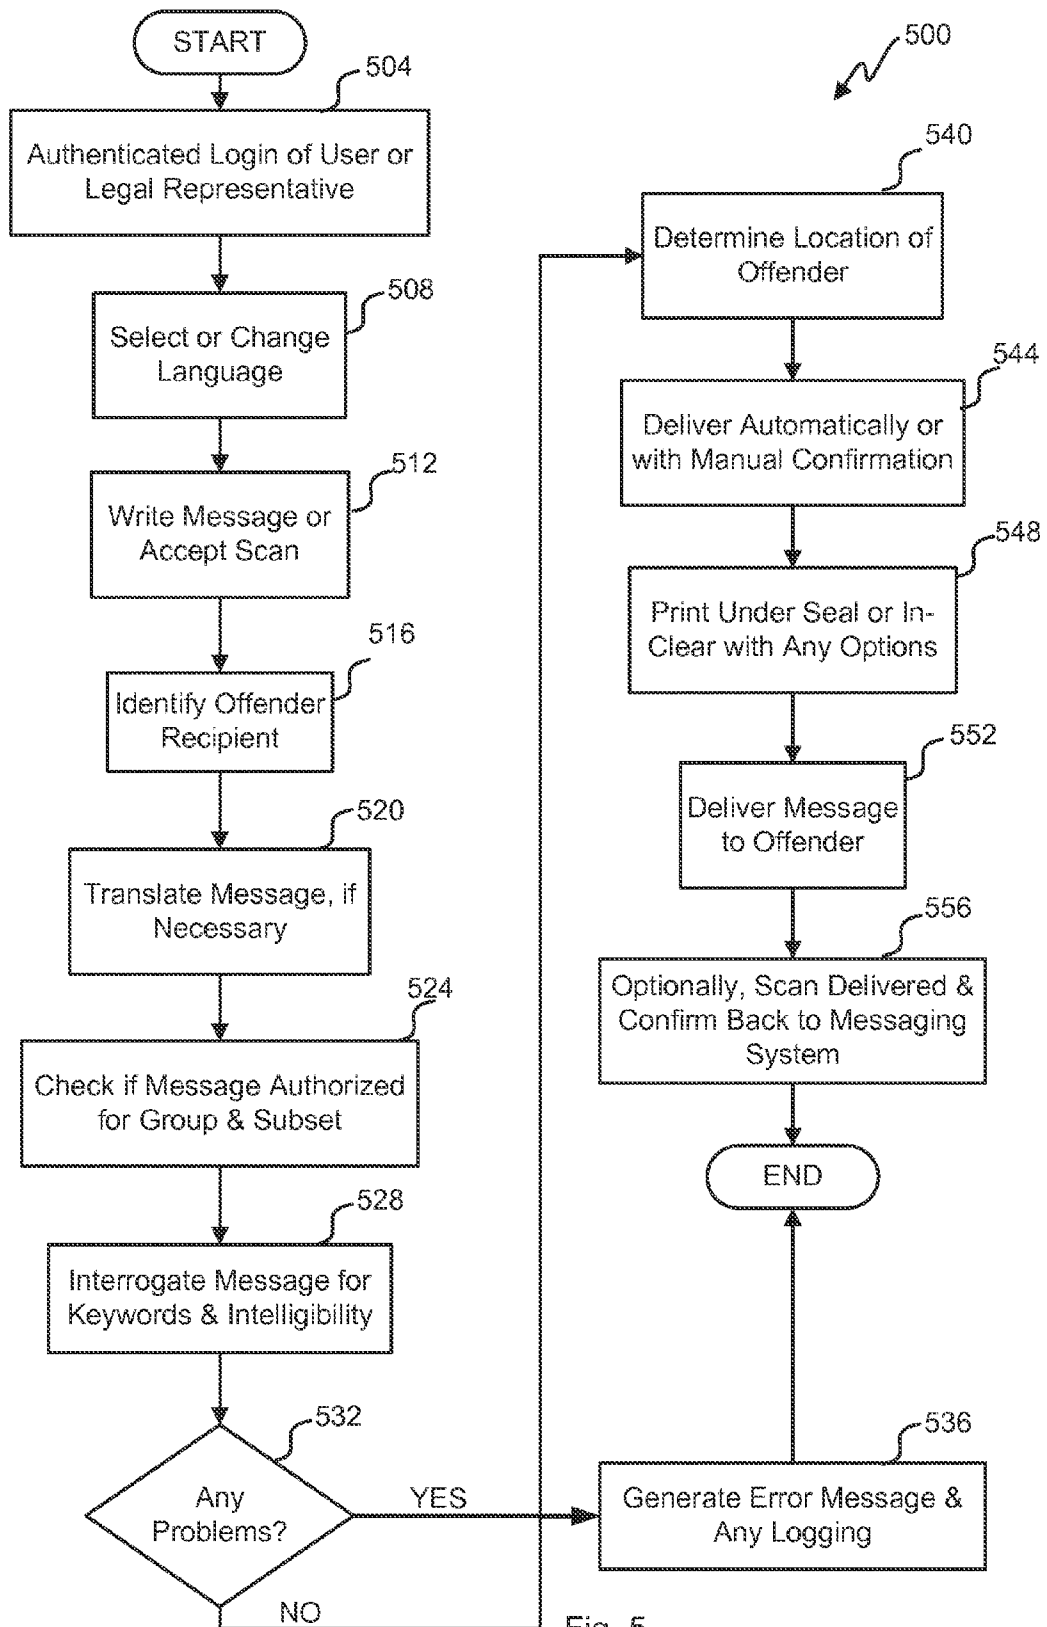 START
504
Authenticated Login of User or
Legal Representative
508
Select or Change
Language
512
Write Message or
Accept Scan
516
Identify Offender
Recipient
520
Translate Message, if
Necessary
524
Check if Message Authorized
for Group & Subset
528
Interrogate Message for
Keywords & Intelligibility
532
Any
Problems?
YES
NO
500
540
Determine Location of
Offender
544
Deliver Automatically or
with Manual Confirmation
548
Print Under Seal or In-
Clear with Any Options
552
Deliver Message
to Offender
556
Optionally, Scan Delivered &
Confirm Back to Messaging
System
END
536
Generate Error Message &
Any Logging
Fig. 5